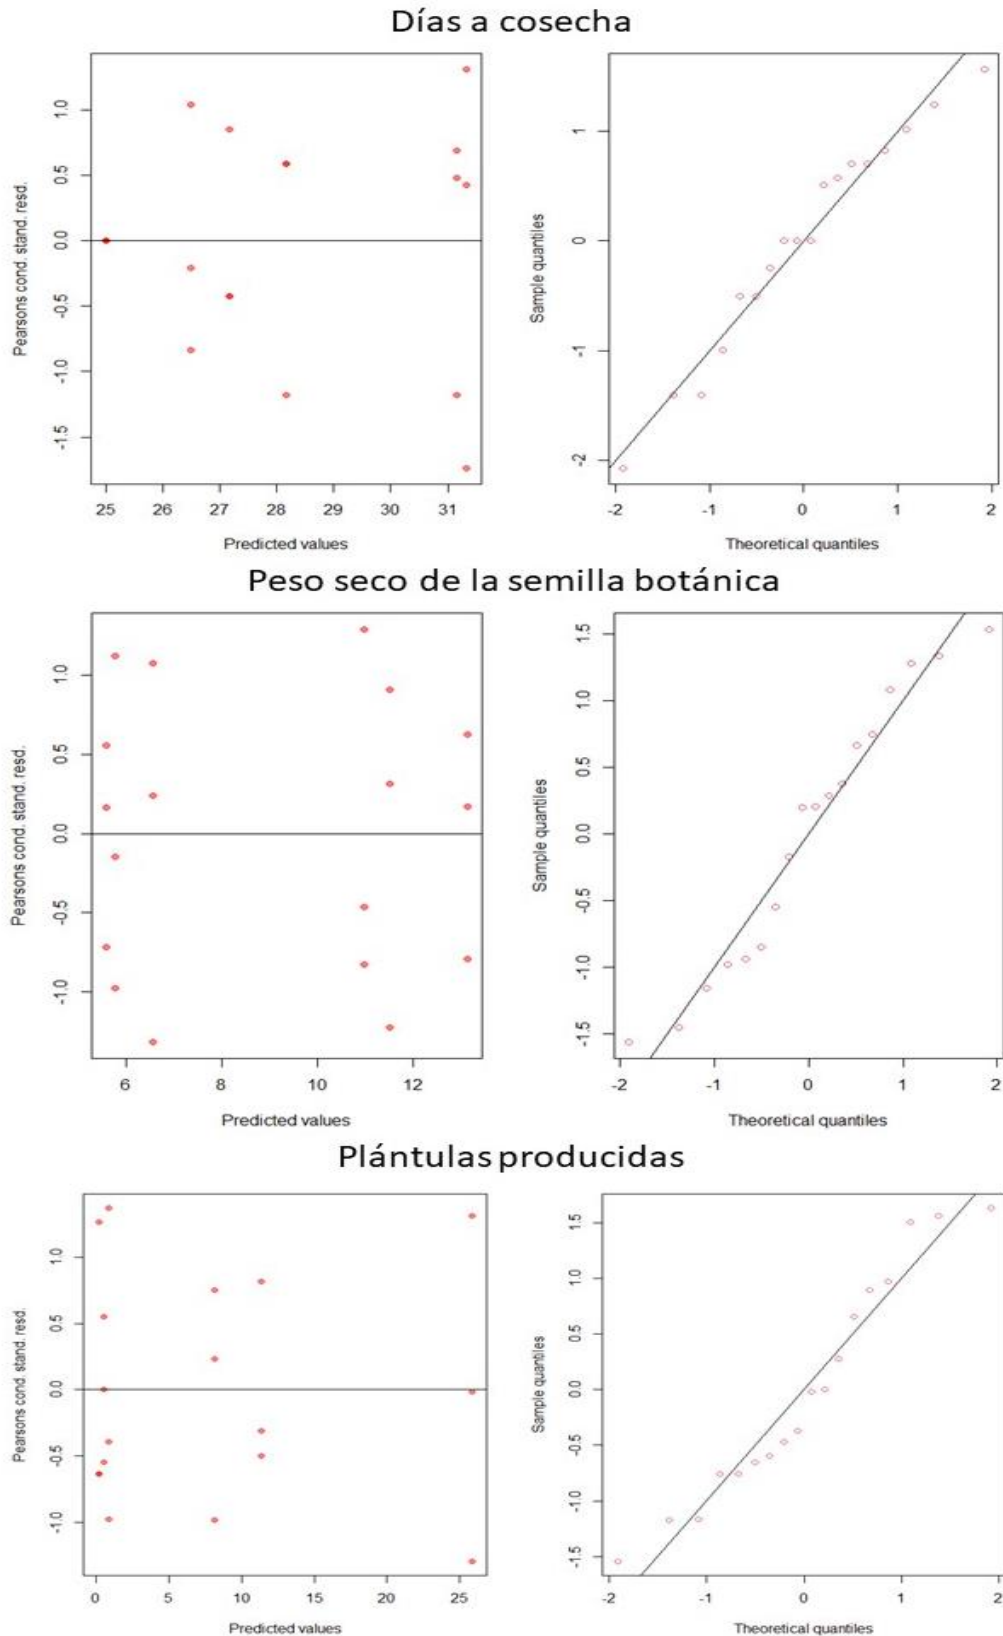 Días a cosecha
Pearsons cond. stand. resd.
1.0
0.5
0.0
-0.5
-1.0
-1.5
25 26 27 28 29 30 31
Predicted values
Sample quantiles
1
0
-1
-2
-2 -1 0 1 2
Theoretical quantiles
Peso seco de la semilla botánica
Pearsons cond. stand. resd.
1.0
0.5
0.0
-0.5
-1.0
6 8 10 12
Predicted values
Sample quantiles
1.5
1.0
0.5
0.0
-0.5
-1.0
-1.5
-2 -1 0 1 2
Theoretical quantiles
Plántulas producidas
Pearsons cond. stand. resd.
1.0
0.5
0.0
-0.5
-1.0
0 5 10 15 20 25
Predicted values
Sample quantiles
1.5
1.0
0.5
0.0
-0.5
-1.0
-1.5
-2 -1 0 1 2
Theoretical quantiles